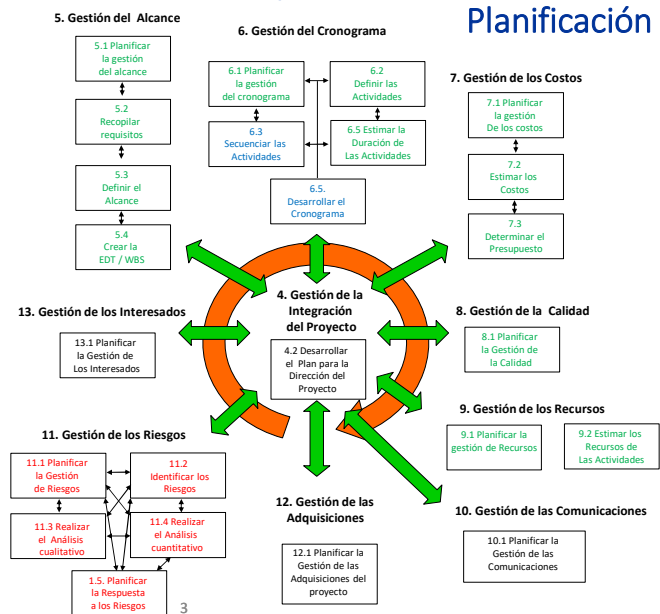 Planificación
5. Gestión del Alcance
5.1 Planificar
la gestión
del alcance
5.2
Recopilar
requisitos
5.3
Definir el
Alcance
5.4
Crear la
EDT / WBS
6. Gestión del Cronograma
6.1 Planificar
la gestión
del cronograma
6.2
Definir las
Actividades
6.3
Secuenciar las
Actividades
6.5 Estimar la
Duración de
Las Actividades
6.5.
Desarrollar el
Cronograma
7. Gestión de los Costos
7.1 Planificar
la gestión
De los costos
7.2
Estimar los
Costos
7.3
Determinar el
Presupuesto
13. Gestión de los Interesados
13.1 Planificar
la Gestión de
Los Interesados
4. Gestión de la
Integración
del Proyecto
4.2 Desarrollar
el Plan para la
Dirección del
Proyecto
8. Gestión de la Calidad
8.1 Planificar
la Gestión de
la Calidad
9. Gestión de los Recursos
9.1 Planificar la
gestión de Recursos
9.2 Estimar los
Recursos de
Las Actividades
11. Gestión de los Riesgos
11.1 Planificar
la Gestión
de Riesgos
11.2
Identificar los
Riesgos
11.3 Realizar
el Análisis
cualitativo
11.4 Realizar
el Análisis
cuantitativo
1.5. Planificar
la Respuesta
a los Riesgos
12. Gestión de las
Adquisiciones
12.1 Planificar la
Gestión de las
Adquisiciones del
proyecto
10. Gestión de las Comunicaciones
10.1 Planificar la
Gestión de las
Comunicaciones
3